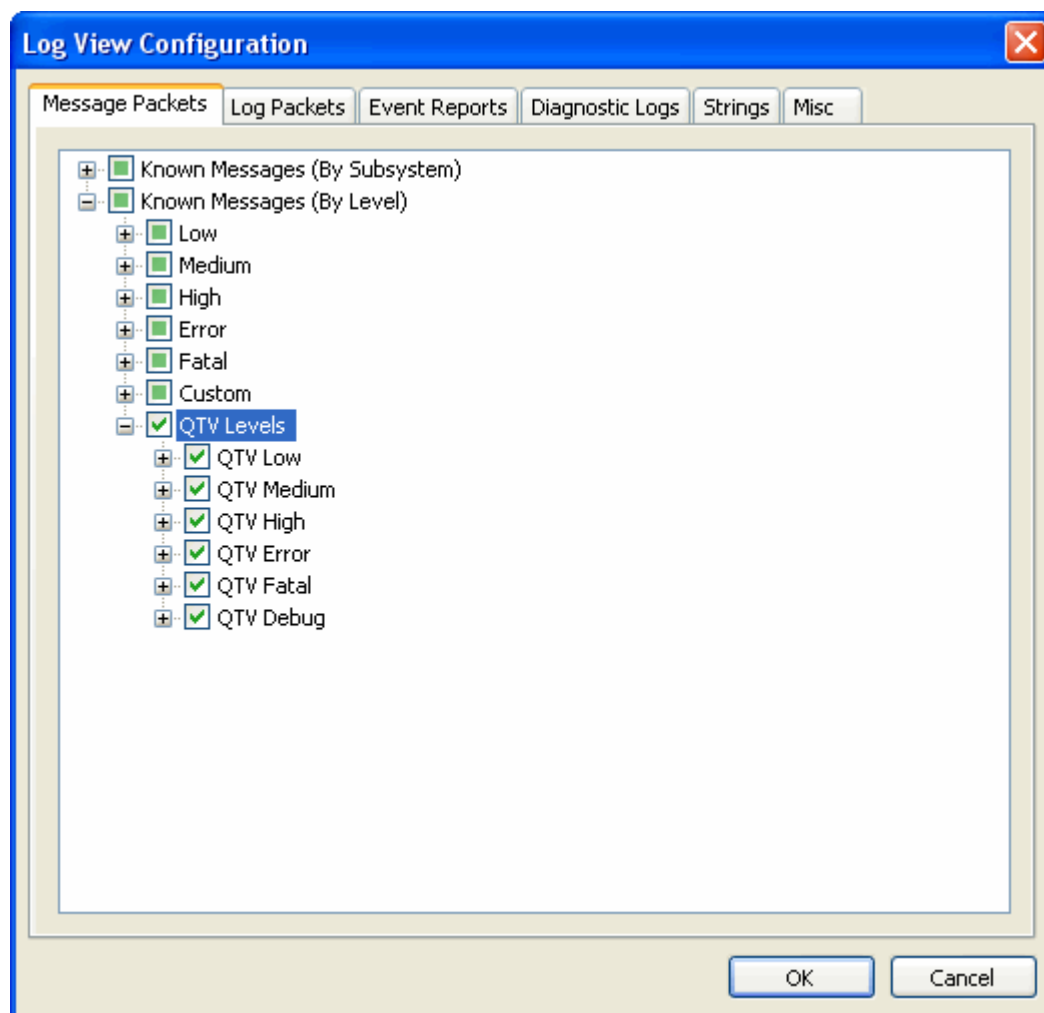 Log View Configuration
Message Packets Log Packets Event Reports Diagnostic Logs Strings Misc
Known Messages (By Subsystem)
Known Messages (By Level)
Low
Medium
High
Error
Fatal
Custom
QTV Levels
QTV Low
QTV Medium
QTV High
QTV Error
QTV Fatal
QTV Debug
OK Cancel